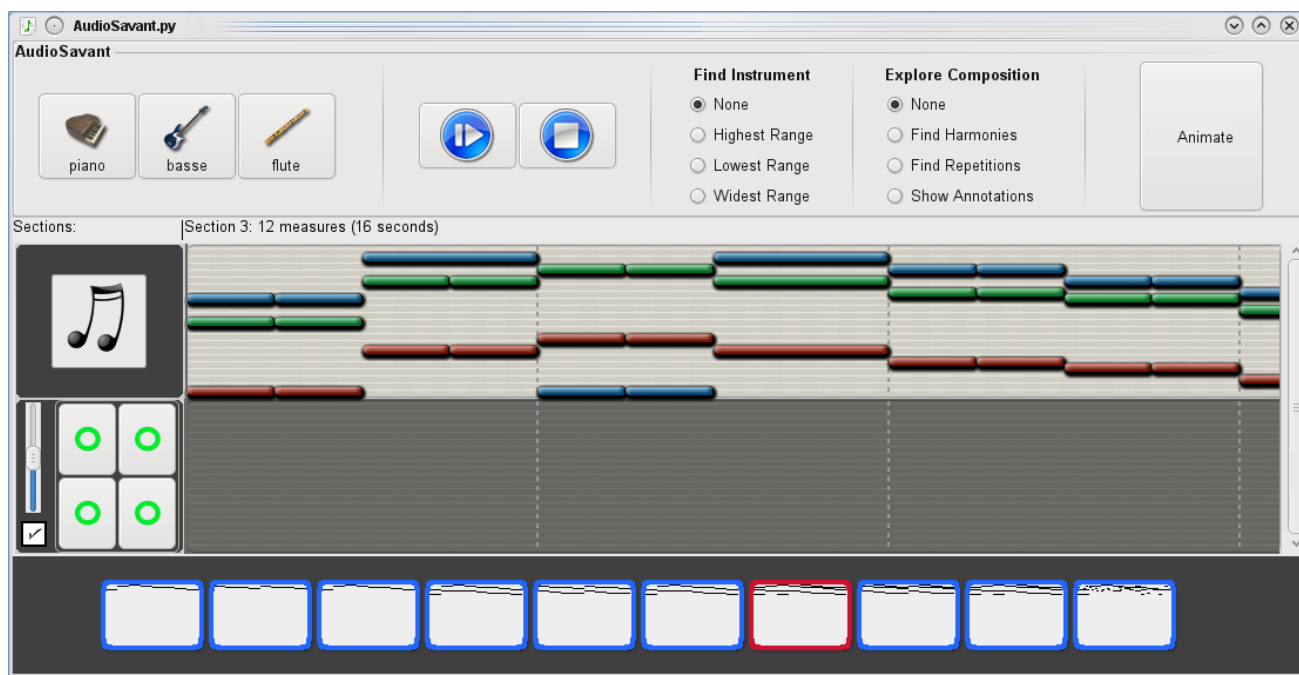 AudioSavant.py
AudioSavant
piano
basse
flute
Find Instrument
None
Highest Range
Lowest Range
Widest Range
Explore Composition
None
Find Harmonies
Find Repetitions
Show Annotations
Animate
Sections:
Section 3: 12 measures (16 seconds)